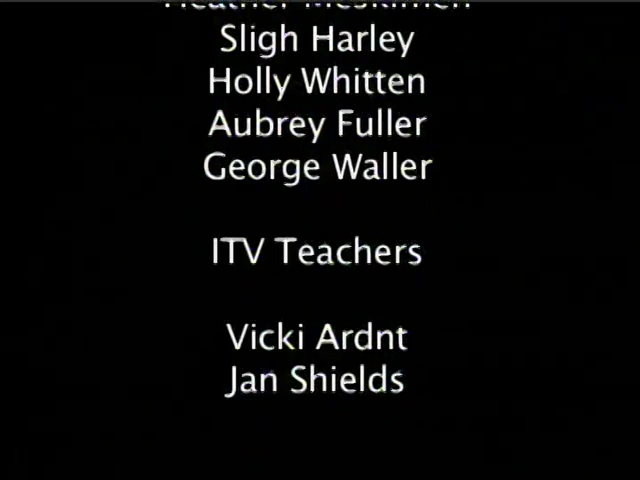 Sligh Harley
Holly Whitten
Aubrey Fuller
George Waller
ITV Teachers
Vicki Ardnt
Jan Shields